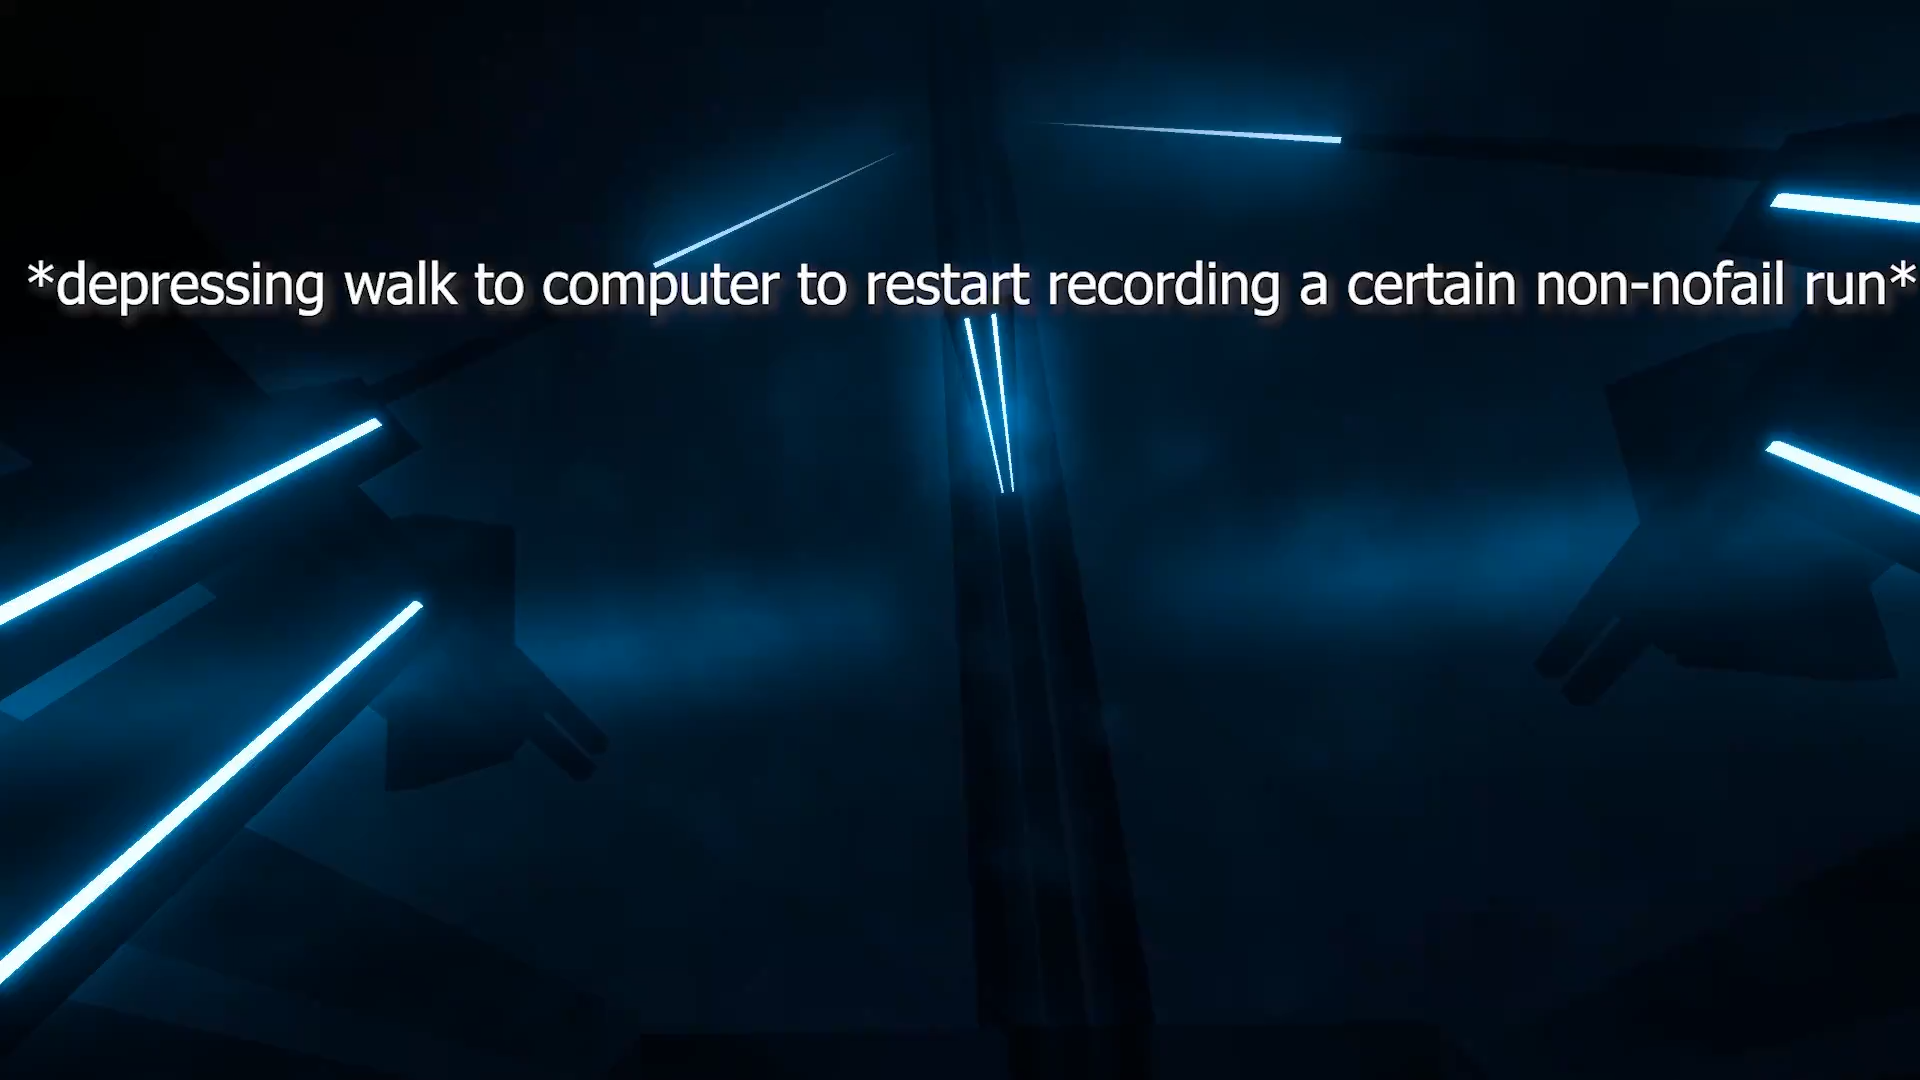 *depressing walk to computer to restart recording a certain non-nofail run*